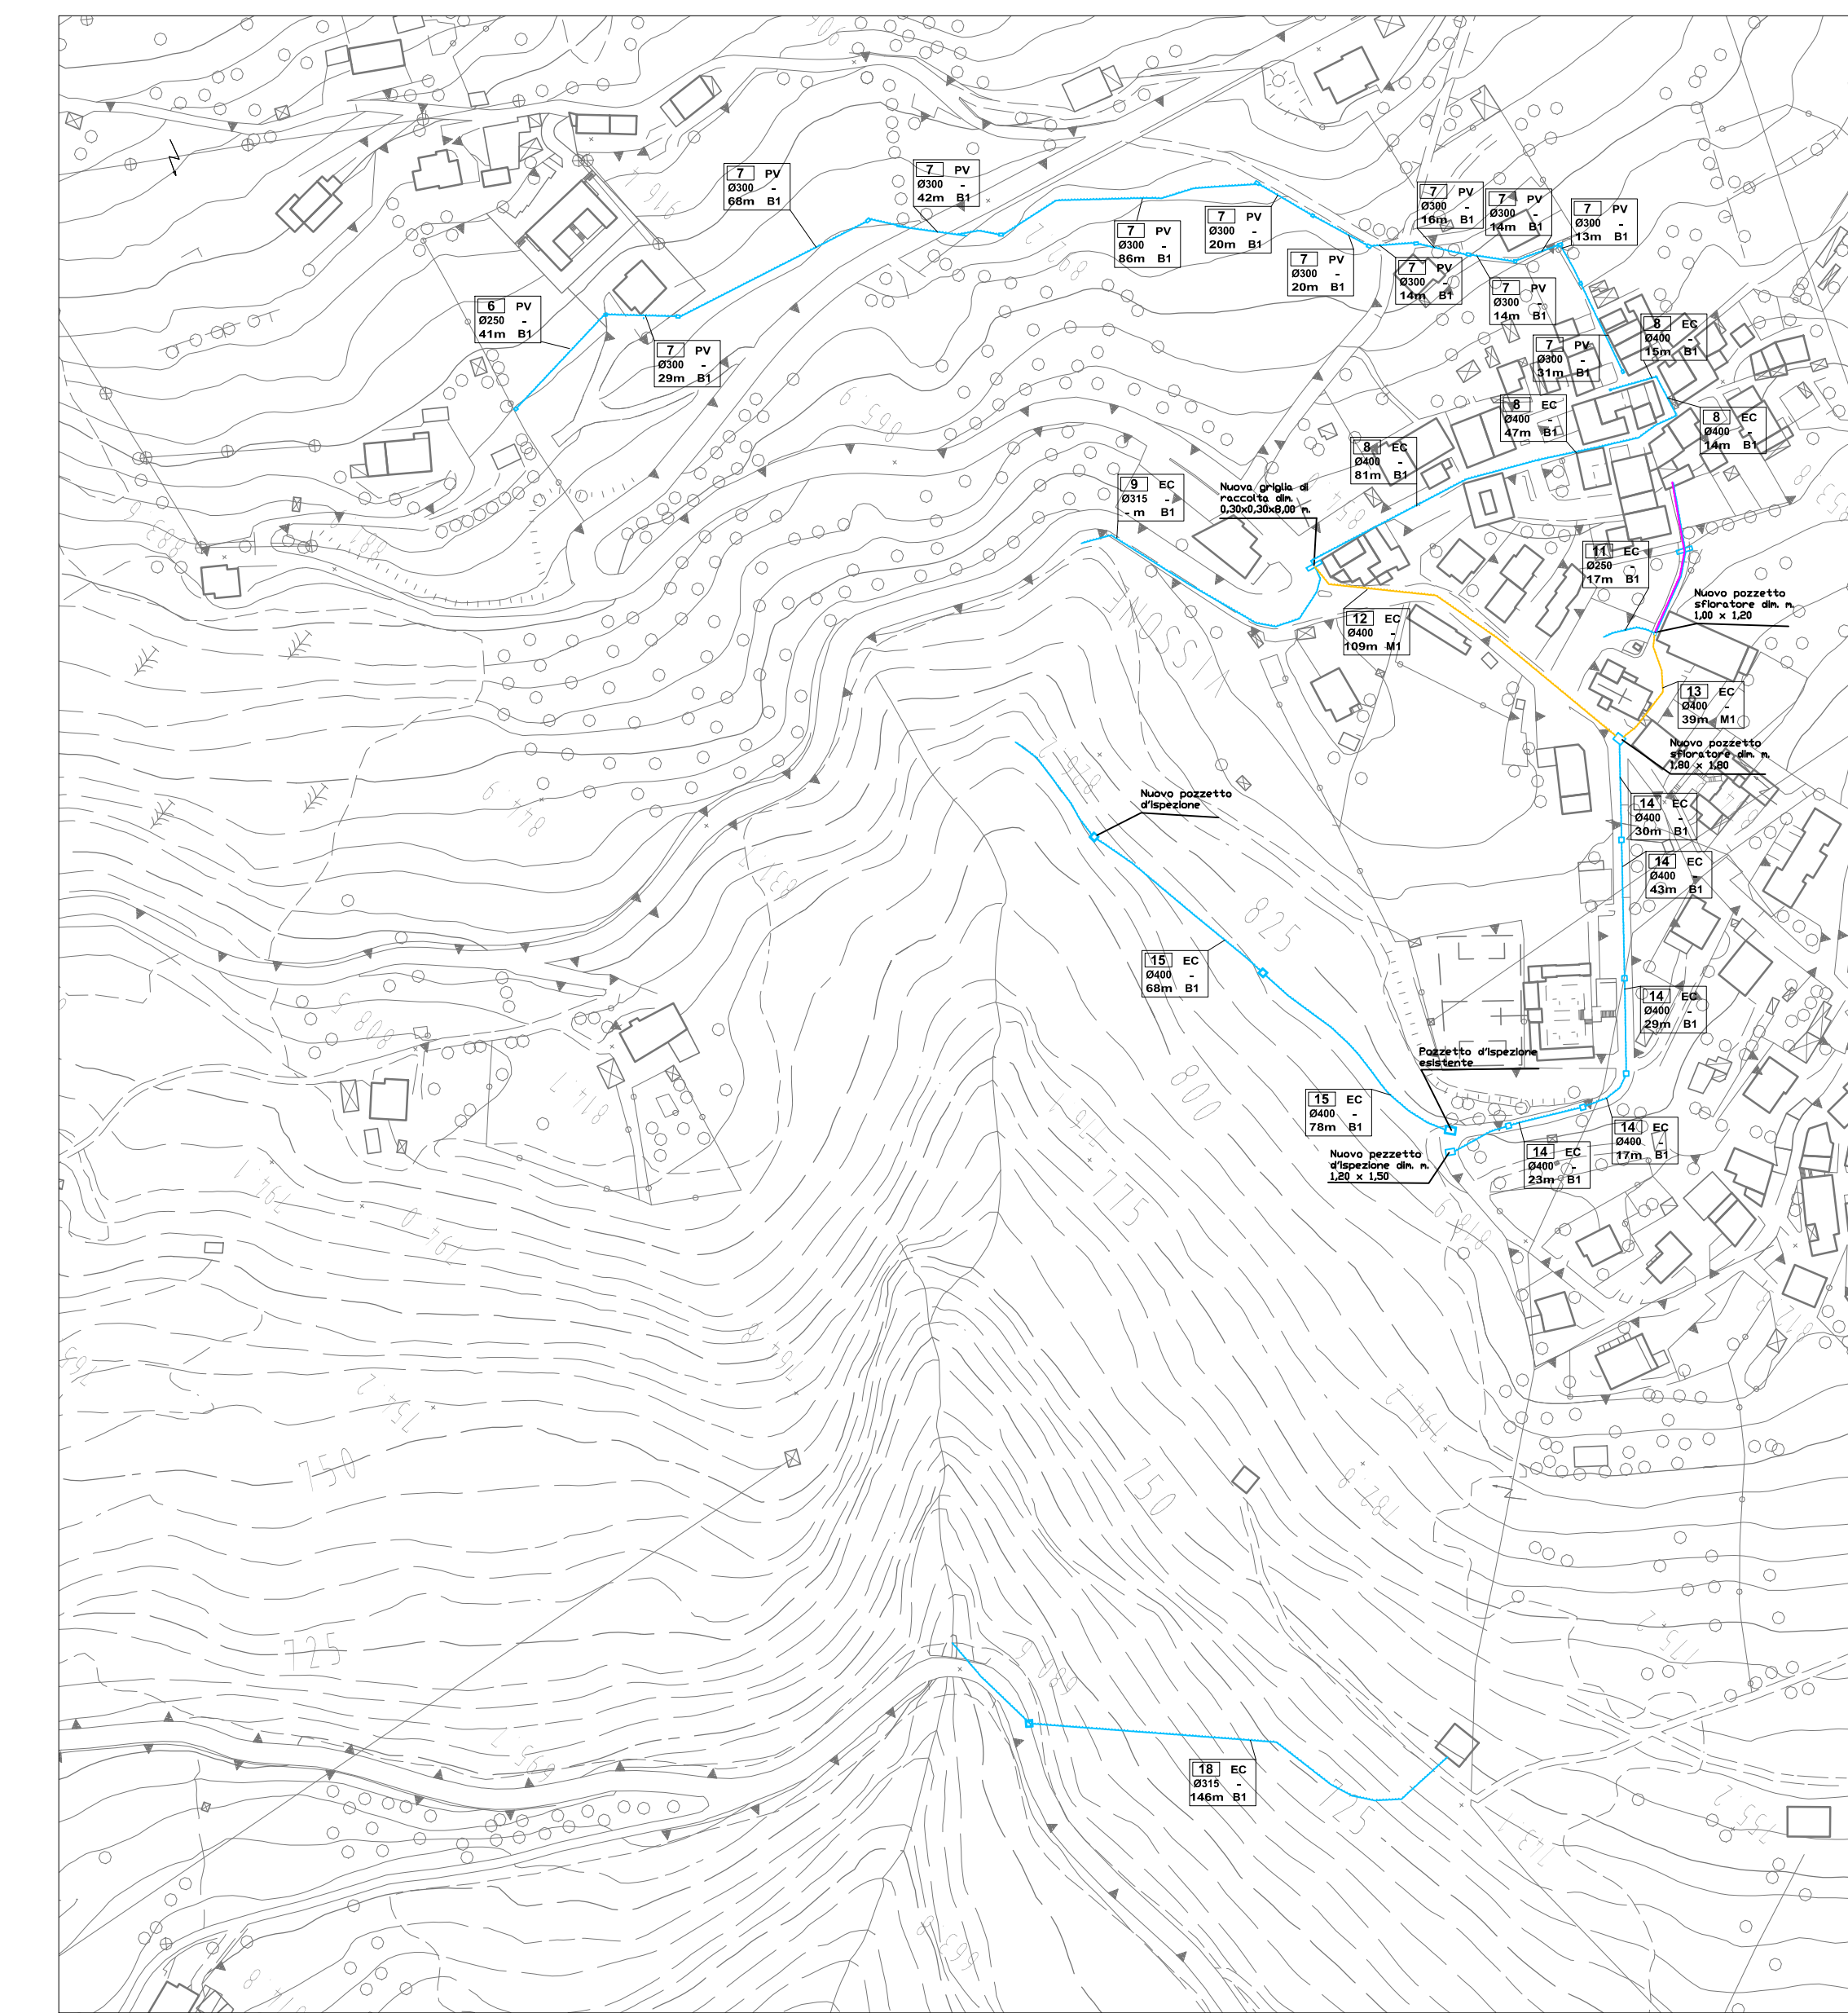 7 PV
Ø300 -
68m B1
7 PV
Ø300 -
42m B1
7 PV
Ø300 -
86m B1
7 PV
Ø300 -
20m B1
7 PV
Ø300 -
20m B1
7 PV
Ø300 -
16m B1
7 PV
Ø300 -
14m B1
7 PV
Ø300 -
13m B1
7 PV
Ø300 -
14m B1
7 PV
Ø300 -
14m B1
6 PV
Ø250 -
41m B1
7 PV
Ø300 -
29m B1
7 PV
Ø300 -
31m B1
8 EC
Ø400 -
15m B1
8 EC
Ø400 -
47m B1
8 EC
Ø400 -
14m B1
8 EC
Ø400 -
81m B1
9 EC
Ø315 -
- m B1
Nuova griglia di
raccolta dim.
0,30x0,30x8,00 m.
11 EC
Ø250 -
17m B1
Nuovo pozzetto
sfioratore dim. m.
1,00 x 1,20
12 EC
Ø400 -
109m M1
VISSONE
13 EC
Ø400 -
39m M1
Nuovo pozzetto
sfioratore dim. m.
1,80 x 1,80
14 EC
Ø400 -
30m B1
14 EC
Ø400 -
43m B1
Nuovo pozzetto
d'ispezione
825
15 EC
Ø400 -
68m B1
14 EC
Ø400 -
29m B1
Pozzetto d'ispezione
esistente
800
15 EC
Ø400 -
78m B1
14 EC
Ø400 -
17m B1
14 EC
Ø400 -
23m B1
Nuovo pezzetto
d'ispezione dim. m.
1,20 x 1,50
775
750
750
725
18 EC
Ø315 -
146m B1
725